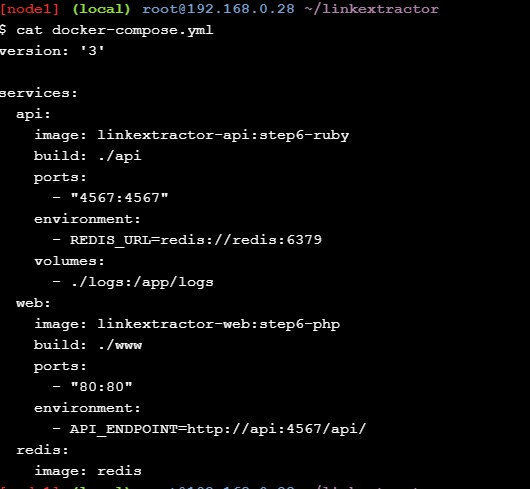 [node1] (local) root@192.168.0.28 ~/linkextractor
$ cat docker-compose.yml
version: '3'

services:
  api:
    image: linkextractor-api:step6-ruby
    build: ./api
    ports:
      - "4567:4567"
    environment:
      - REDIS_URL=redis://redis:6379
    volumes:
      - ./logs:/app/logs
  web:
    image: linkextractor-web:step6-php
    build: ./www
    ports:
      - "80:80"
    environment:
      - API_ENDPOINT=http://api:4567/api/
  redis:
    image: redis